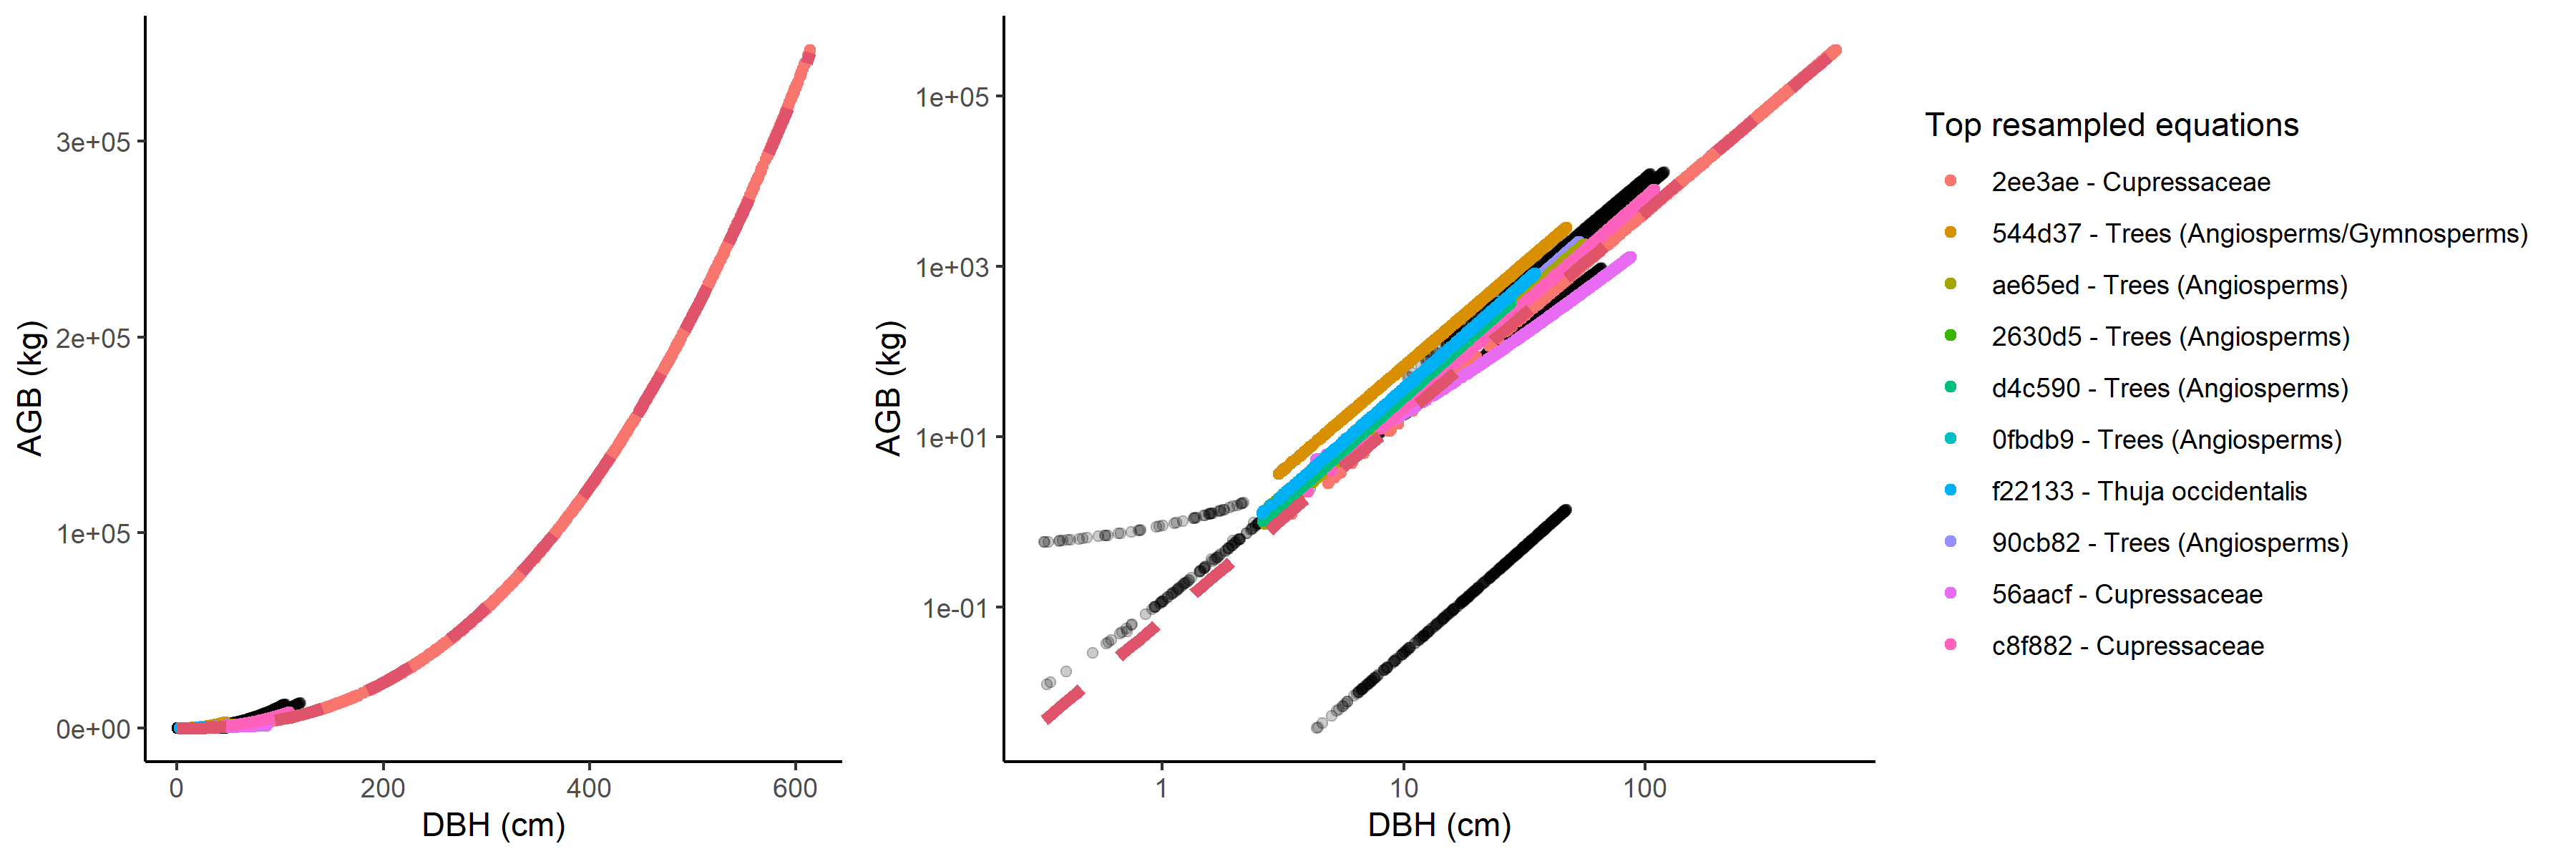 AGB (kg)
3e+05
2e+05
1e+05
0e+00
0 200 400 600
DBH (cm)
AGB (kg)
1e+05
1e+03
1e+01
1e-01
1 10 100
DBH (cm)
Top resampled equations
2ee3ae - Cupressaceae
544d37 - Trees (Angiosperms/Gymnosperms)
ae65ed - Trees (Angiosperms)
2630d5 - Trees (Angiosperms)
d4c590 - Trees (Angiosperms)
0fbdb9 - Trees (Angiosperms)
f22133 - Thuja occidentalis
90cb82 - Trees (Angiosperms)
56aacf - Cupressaceae
c8f882 - Cupressaceae